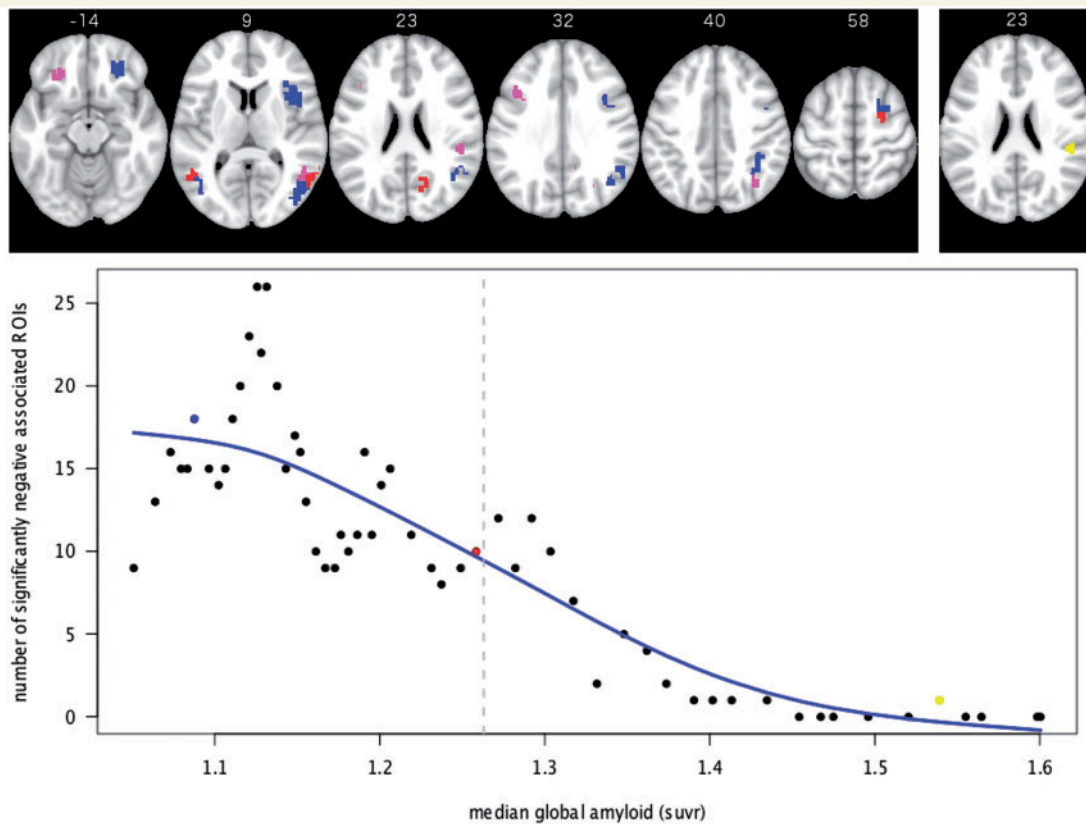 -14 9 23 32 40 58 23
number of significantly negative associated ROIs
25
20
15
10
5
0
1.1 1.2 1.3 1.4 1.5 1.6
median global amyloid (suvr)